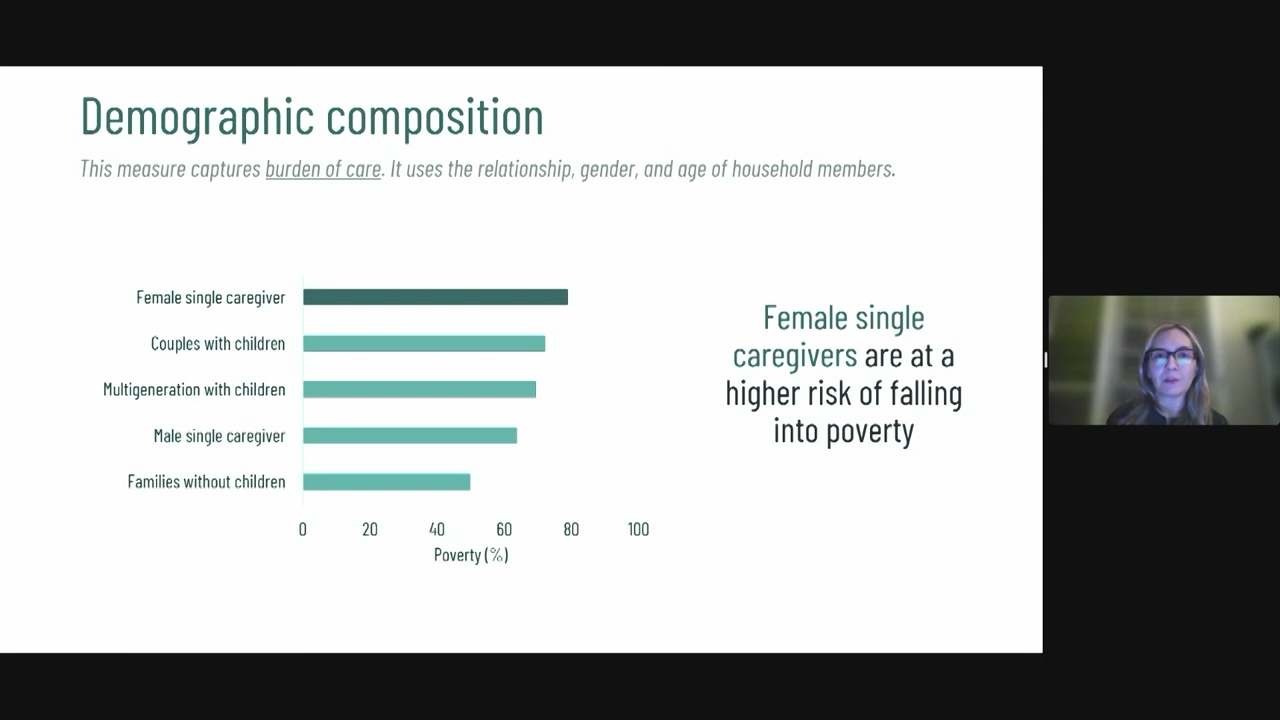 Demographic composition
This measure captures burden of care. It uses the relationship, gender, and age of household members.
Female single caregiver
Couples with children
Multigeneration with children
Male single caregiver
Families without children
0 20 40 60 80 100
Poverty (%)
Female single
caregivers are at a
higher risk of falling
into poverty